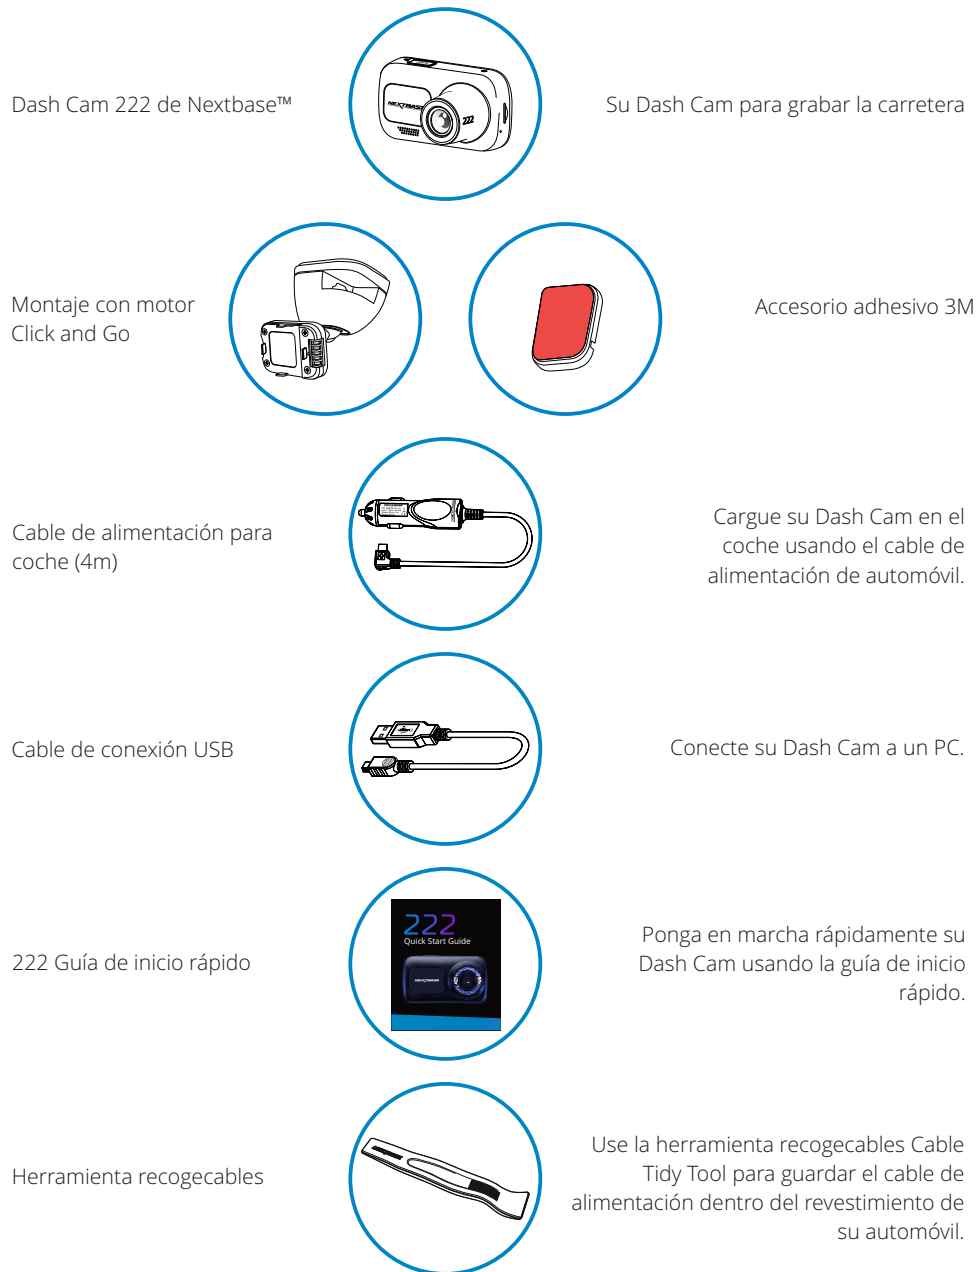 Dash Cam 222 de Nextbase™
NEXTBASE
222
Su Dash Cam para grabar la carretera
Montaje con motor
Click and Go
Accesorio adhesivo 3M
Cable de alimentación para
coche (4m)
Cargue su Dash Cam en el
coche usando el cable de
alimentación de automóvil.
Cable de conexión USB
Conecte su Dash Cam a un PC.
222 Guía de inicio rápido
222
Quick Start Guide
NEXTBASE
Ponga en marcha rápidamente su
Dash Cam usando la guía de inicio
rápido.
Herramienta recogecables
Use la herramienta recogecables Cable
Tidy Tool para guardar el cable de
alimentación dentro del revestimiento de
su automóvil.